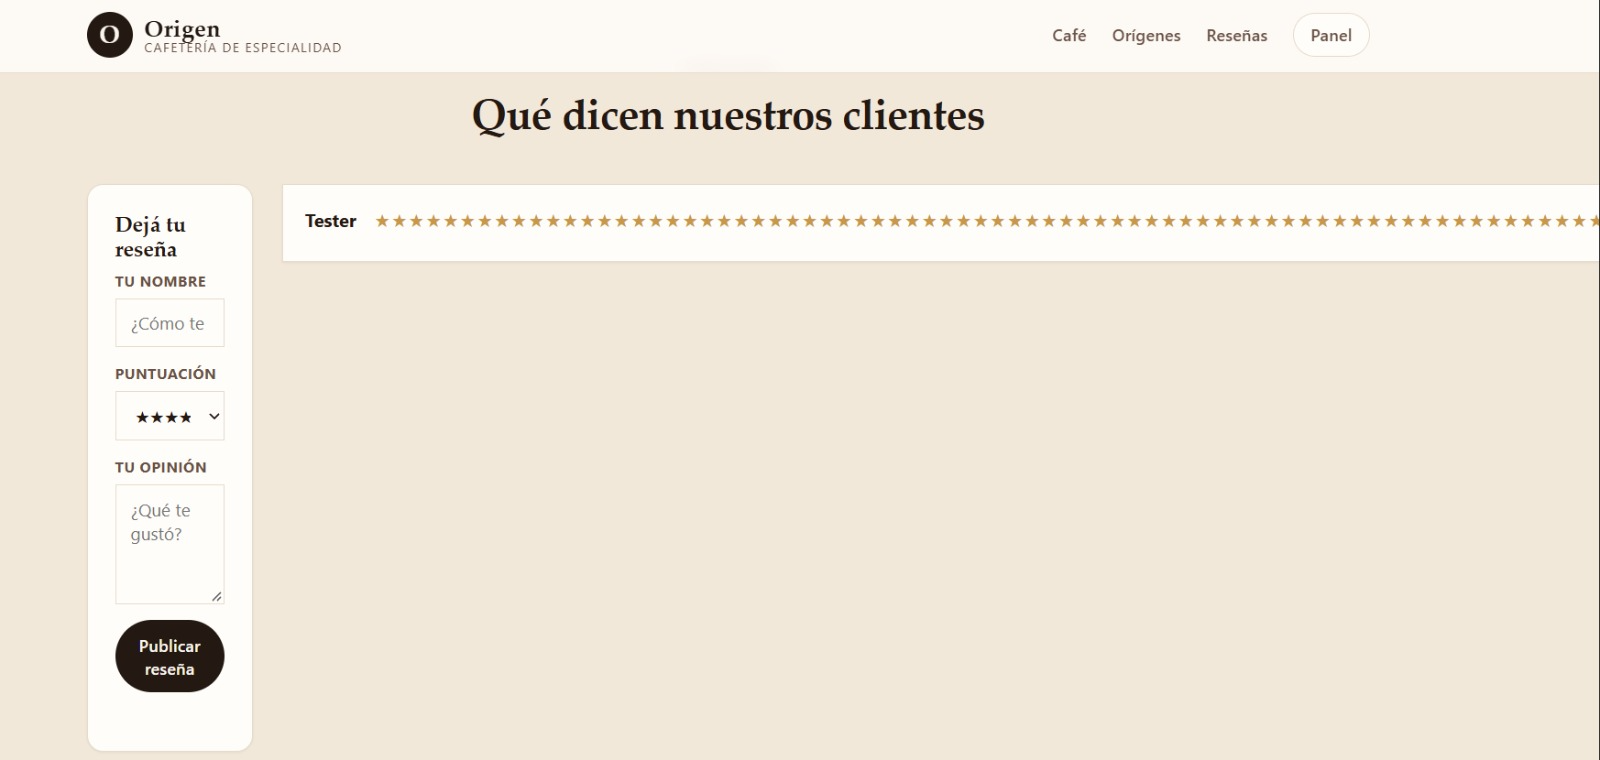 O
Origen
CAFETERÍA DE ESPECIALIDAD
Café Orígenes Reseñas Panel
Qué dicen nuestros clientes
Dejá tu
reseña
TU NOMBRE
¿Cómo te
PUNTUACIÓN
★★★★
TU OPINIÓN
¿Qué te
gustó?
Publicar
reseña
Tester ★★★★★★★★★★★★★★★★★★★★★★★★★★★★★★★★★★★★★★★★★★★★★★★★★★★★★★★★★★★★★★★★★★★★★★★★